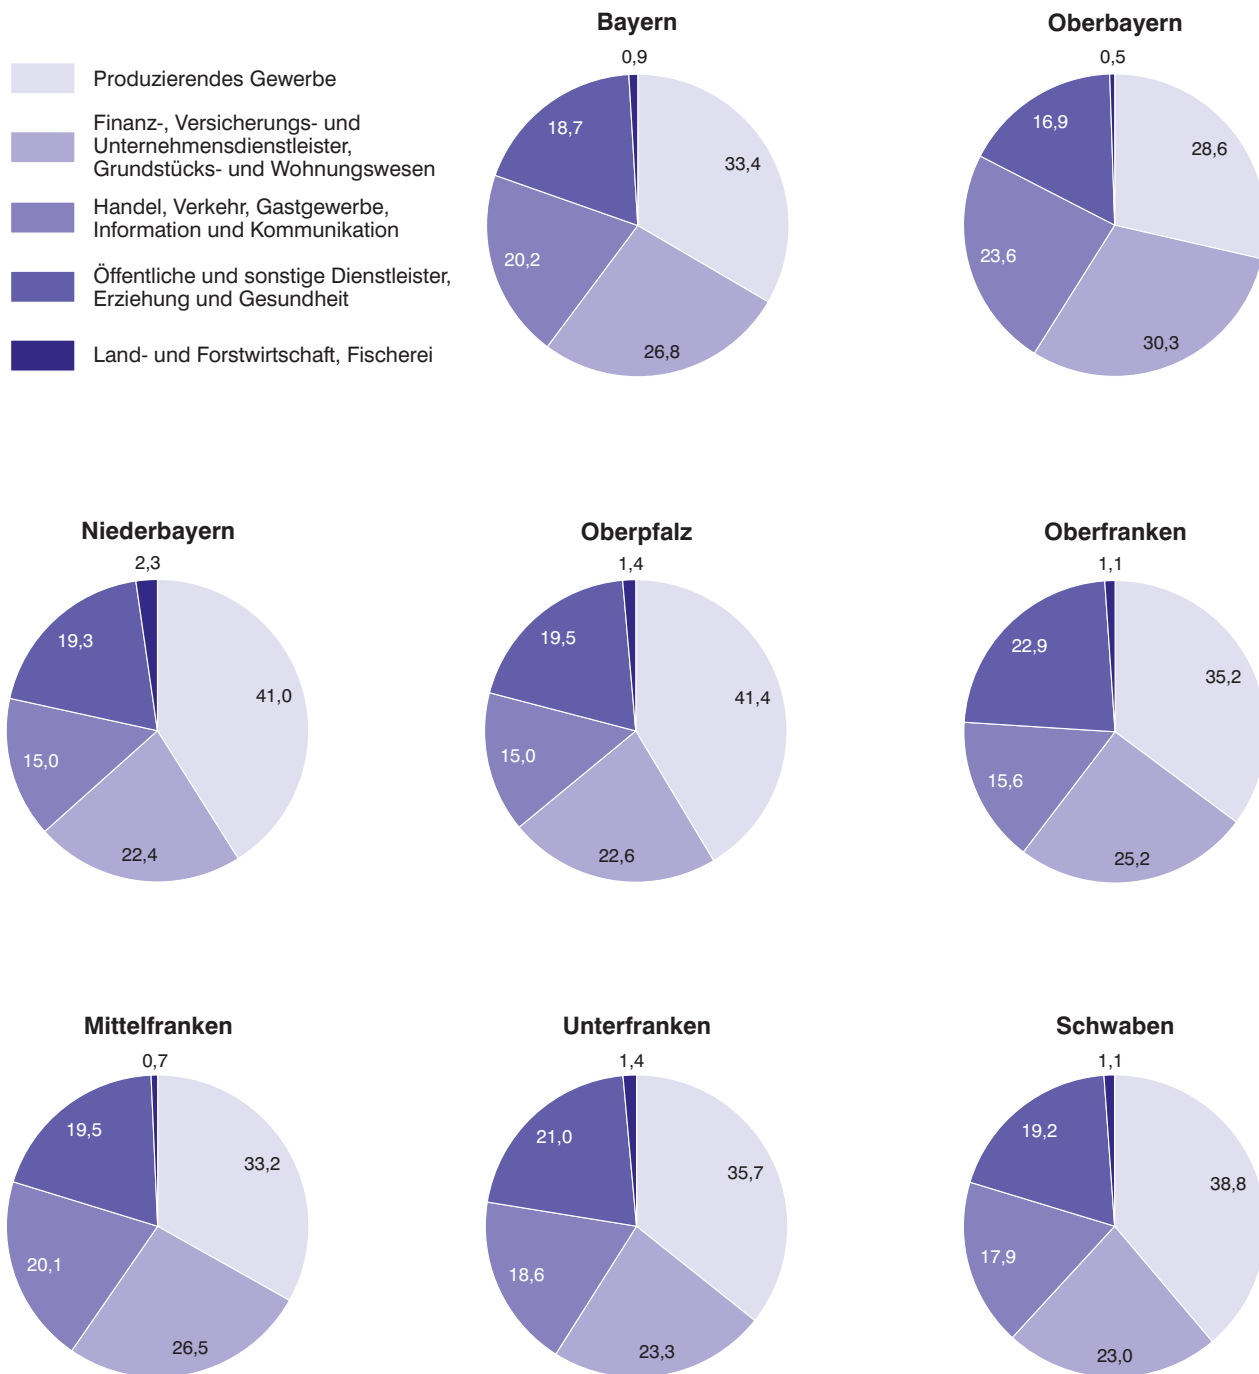 Produzierendes Gewerbe
Finanz-, Versicherungs- und
Unternehmensdienstleister,
Grundstücks- und Wohnungswesen
Handel, Verkehr, Gastgewerbe,
Information und Kommunikation
Öffentliche und sonstige Dienstleister,
Erziehung und Gesundheit
Land- und Forstwirtschaft, Fischerei
Bayern
0,9
18,7
33,4
20,2
26,8
Oberbayern
0,5
16,9
28,6
23,6
30,3
Niederbayern
2,3
19,3
41,0
15,0
22,4
Oberpfalz
1,4
19,5
41,4
15,0
22,6
Oberfranken
1,1
22,9
35,2
15,6
25,2
Mittelfranken
0,7
19,5
33,2
20,1
26,5
Unterfranken
1,4
21,0
35,7
18,6
23,3
Schwaben
1,1
19,2
38,8
17,9
23,0